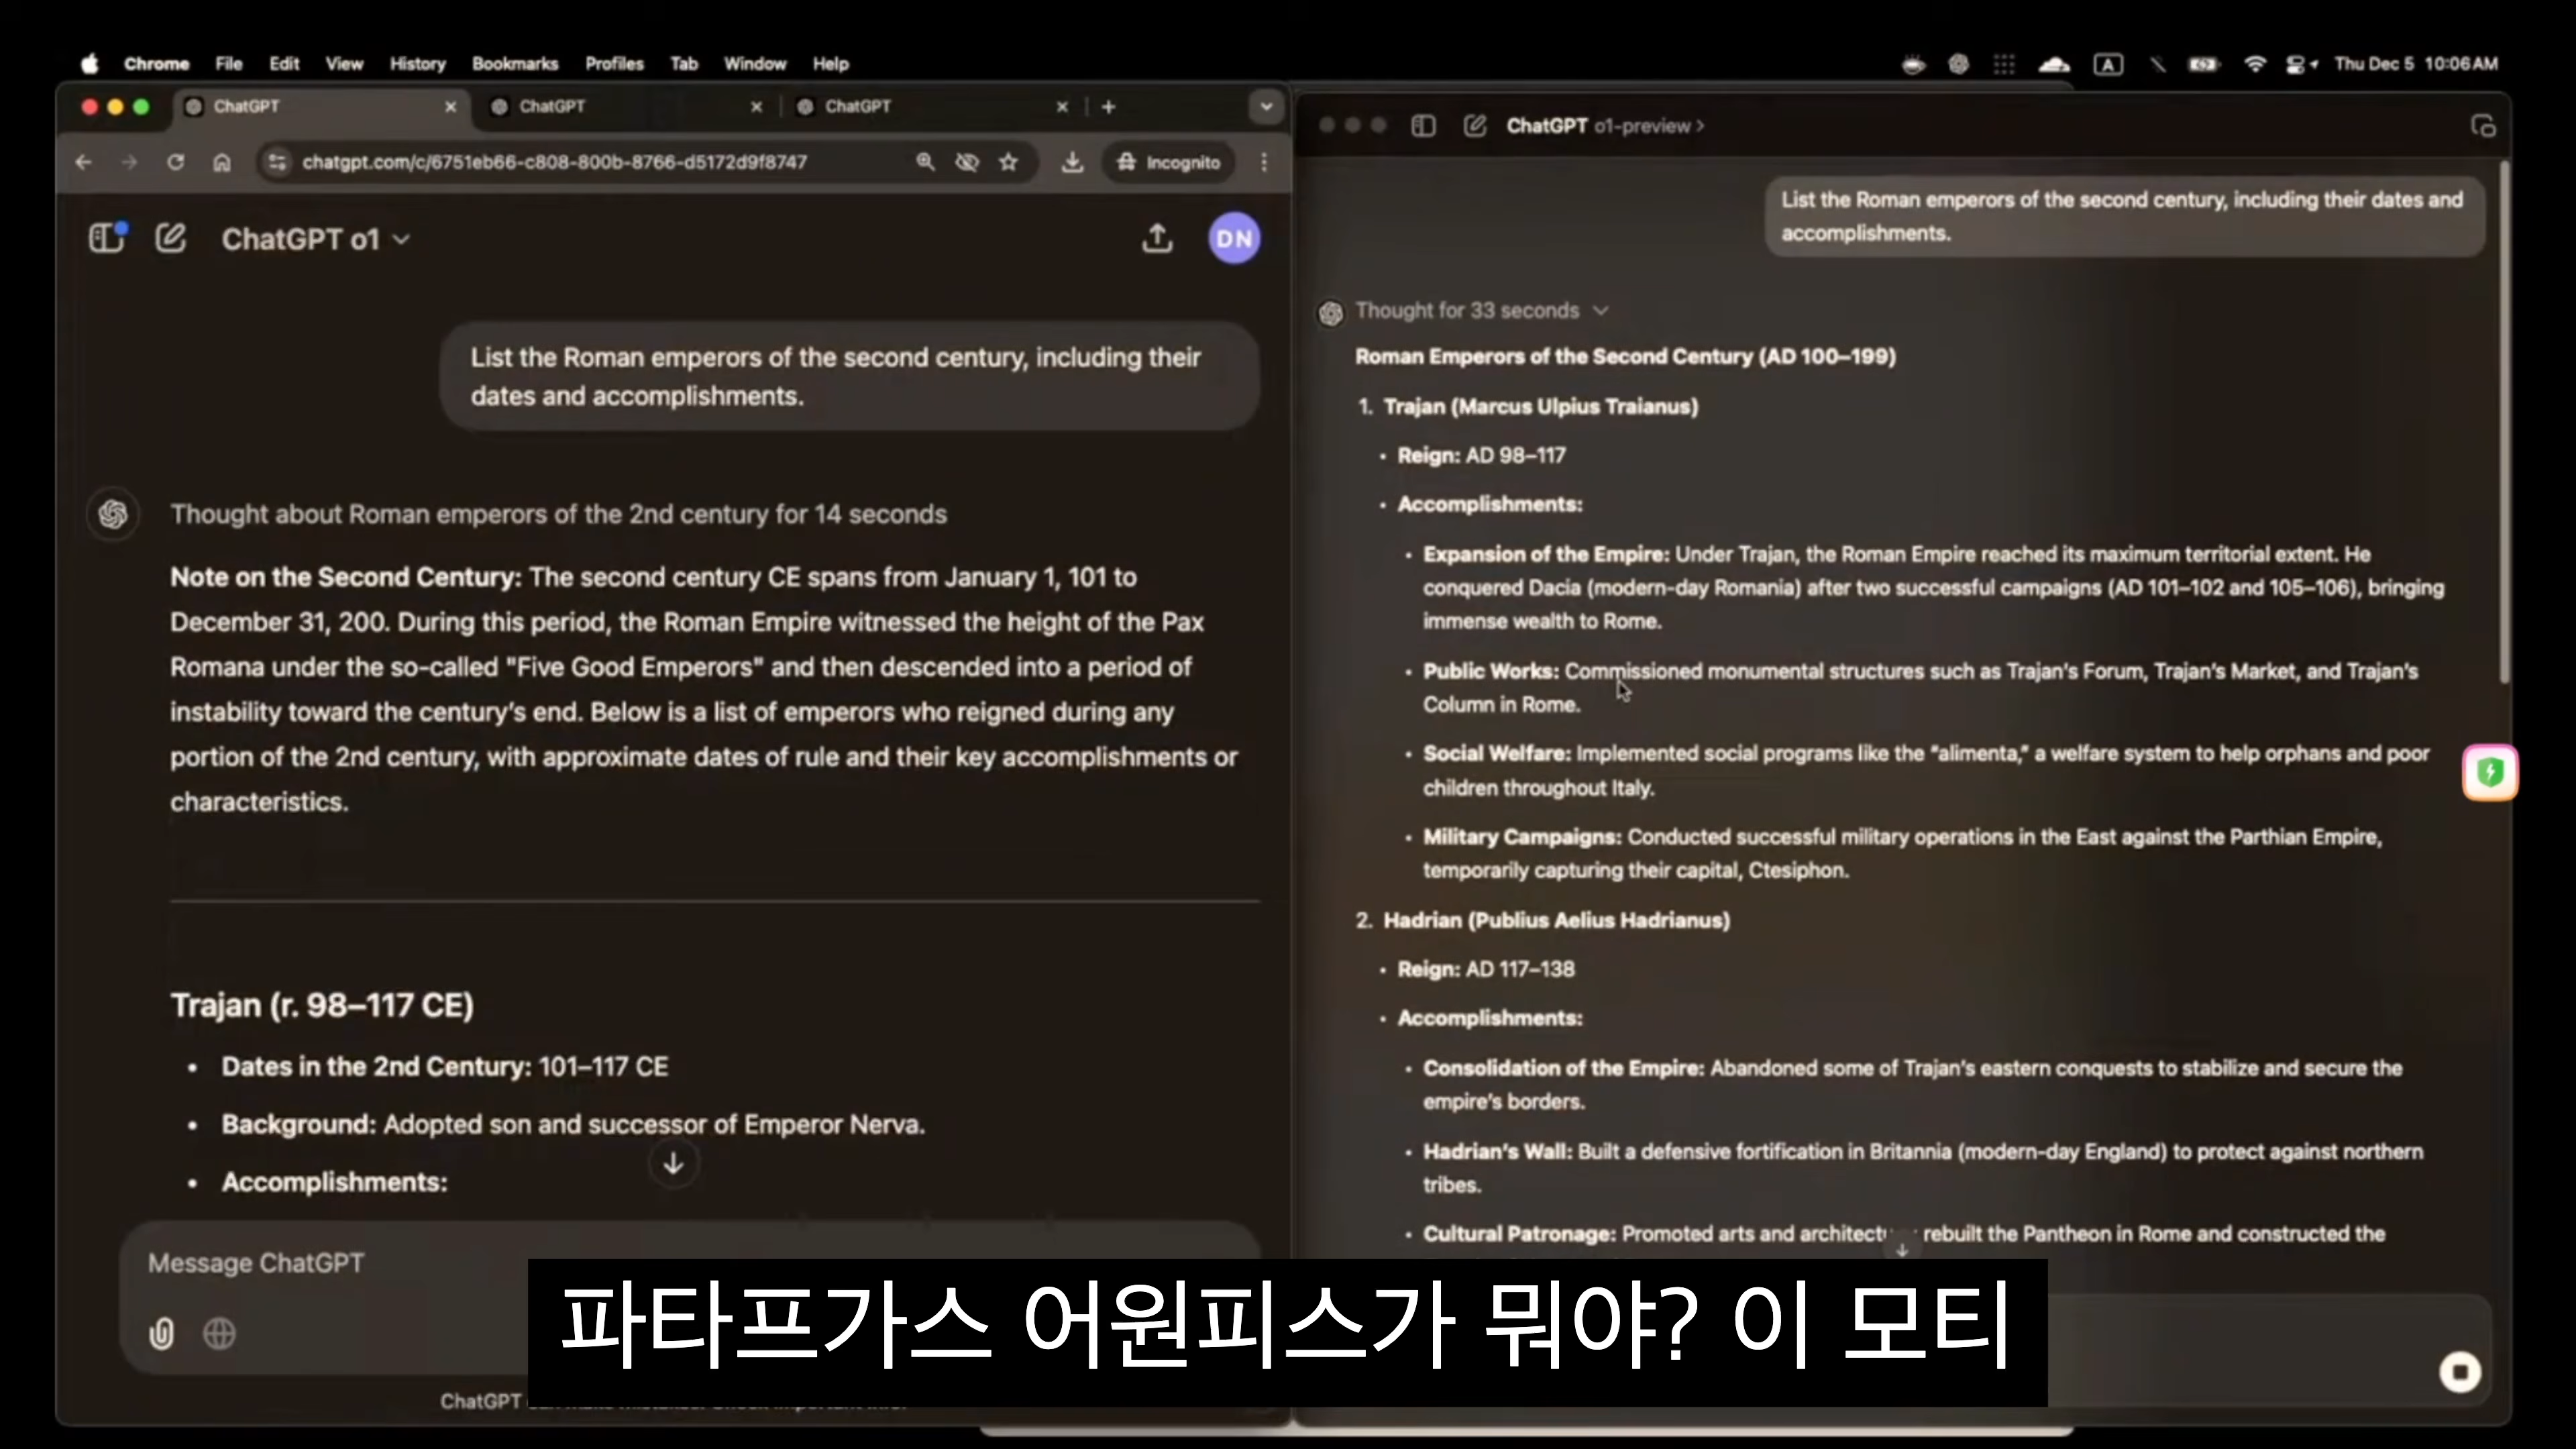 Chrome File Edit View History Bookmarks Profiles Tab Window Help
A
Thu Dec 5 10:06 AM
ChatGPT
ChatGPT
ChatGPT
chatgpt.com/c/6751eb66-c808-800b-8766-d5172d9f8747
Incognito
ChatGPT o1
DN
List the Roman emperors of the second century, including their
dates and accomplishments.
Thought about Roman emperors of the 2nd century for 14 seconds
Note on the Second Century: The second century CE spans from January 1, 101 to
December 31, 200. During this period, the Roman Empire witnessed the height of the Pax
Romana under the so-called "Five Good Emperors" and then descended into a period of
instability toward the century's end. Below is a list of emperors who reigned during any
portion of the 2nd century, with approximate dates of rule and their key accomplishments or
characteristics.
Trajan (r. 98–117 CE)
• Dates in the 2nd Century: 101–117 CE
• Background: Adopted son and successor of Emperor Nerva.
• Accomplishments:
Message ChatGPT
ChatGPT
ChatGPT o1-preview >
List the Roman emperors of the second century, including their dates and
accomplishments.
Thought for 33 seconds
Roman Emperors of the Second Century (AD 100–199)
1. Trajan (Marcus Ulpius Traianus)
• Reign: AD 98–117
• Accomplishments:
• Expansion of the Empire: Under Trajan, the Roman Empire reached its maximum territorial extent. He
conquered Dacia (modern-day Romania) after two successful campaigns (AD 101–102 and 105–106), bringing
immense wealth to Rome.
• Public Works: Commissioned monumental structures such as Trajan's Forum, Trajan's Market, and Trajan's
Column in Rome.
• Social Welfare: Implemented social programs like the “alimenta,” a welfare system to help orphans and poor
children throughout Italy.
• Military Campaigns: Conducted successful military operations in the East against the Parthian Empire,
temporarily capturing their capital, Ctesiphon.
2. Hadrian (Publius Aelius Hadrianus)
• Reign: AD 117–138
• Accomplishments:
• Consolidation of the Empire: Abandoned some of Trajan's eastern conquests to stabilize and secure the
empire's borders.
• Hadrian's Wall: Built a defensive fortification in Britannia (modern-day England) to protect against northern
tribes.
• Cultural Patronage: Promoted arts and architectu rebuilt the Pantheon in Rome and constructed the
파타프가스 어원피스가 뭐야? 이 모티